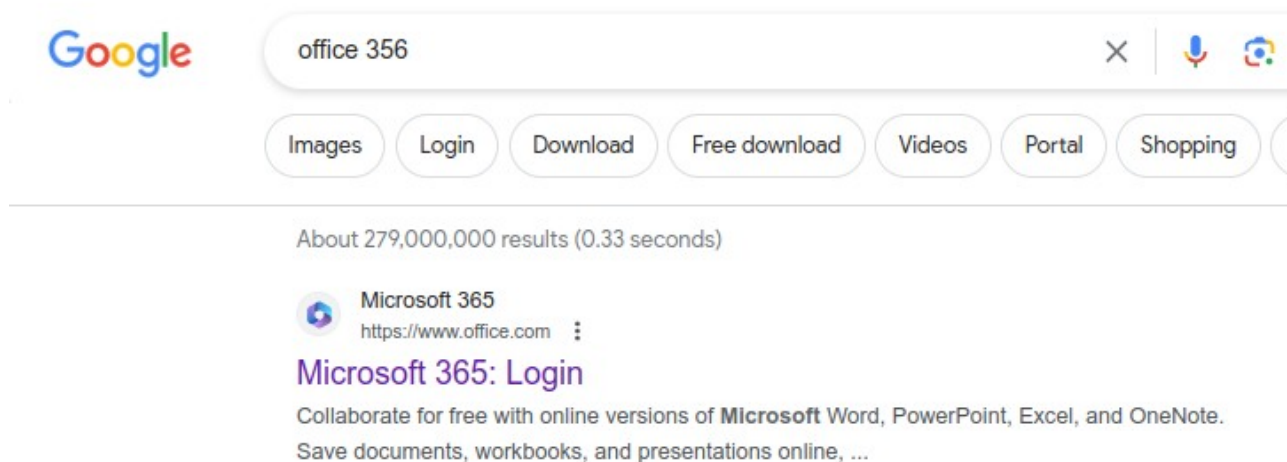 Google
office 356
Images Login Download Free download Videos Portal Shopping
About 279,000,000 results (0.33 seconds)
Microsoft 365
https://www.office.com
Microsoft 365: Login
Collaborate for free with online versions of Microsoft Word, PowerPoint, Excel, and OneNote.
Save documents, workbooks, and presentations online, ...